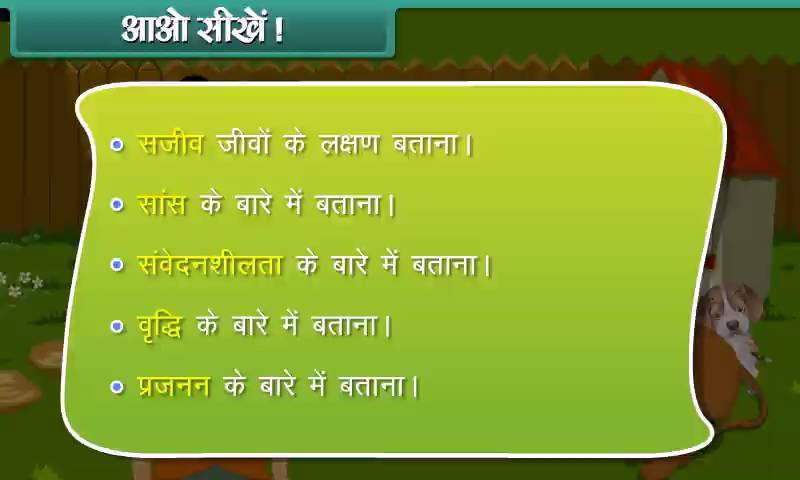 आओ सीखें!
सजीव जीवों के लक्षण बताना।
सांस के बारे में बताना।
संवेदनशीलता के बारे में बताना।
वृद्धि के बारे में बताना।
प्रजनन के बारे में बताना।